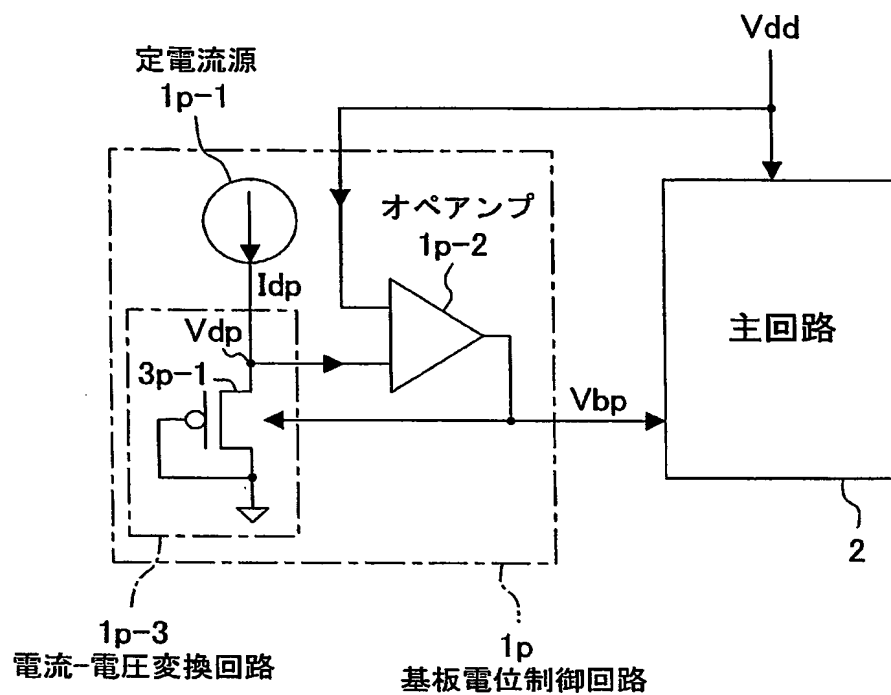 Vdd
定電流源
1p-1
オペアンプ
1p-2
Idp
Vdp
3p-1
主回路
Vbp
2
1p-3
電流-電圧変換回路
1p
基板電位制御回路